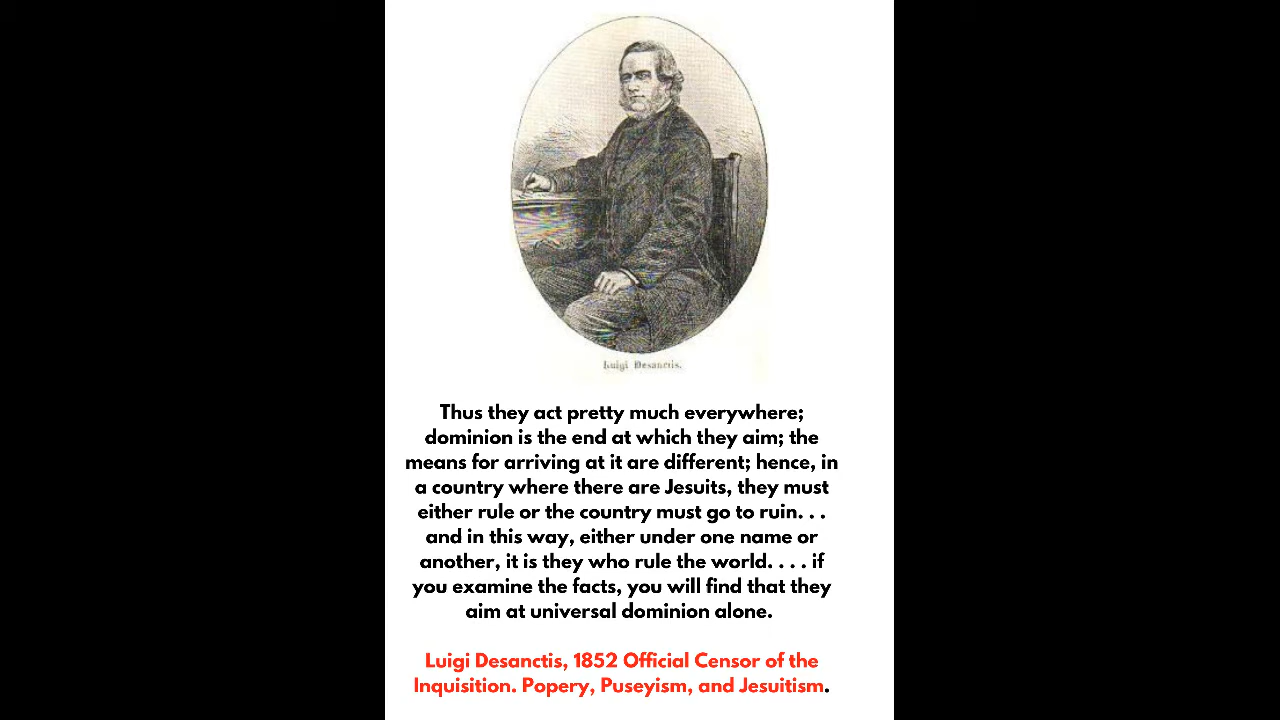 Luigi Desanctis.
Thus they act pretty much everywhere;
dominion is the end at which they aim; the
means for arriving at it are different; hence, in
a country where there are Jesuits, they must
either rule or the country must go to ruin. . .
and in this way, either under one name or
another, it is they who rule the world. . . . if
you examine the facts, you will find that they
aim at universal dominion alone.
Luigi Desanctis, 1852 Official Censor of the
Inquisition. Popery, Puseyism, and Jesuitism.